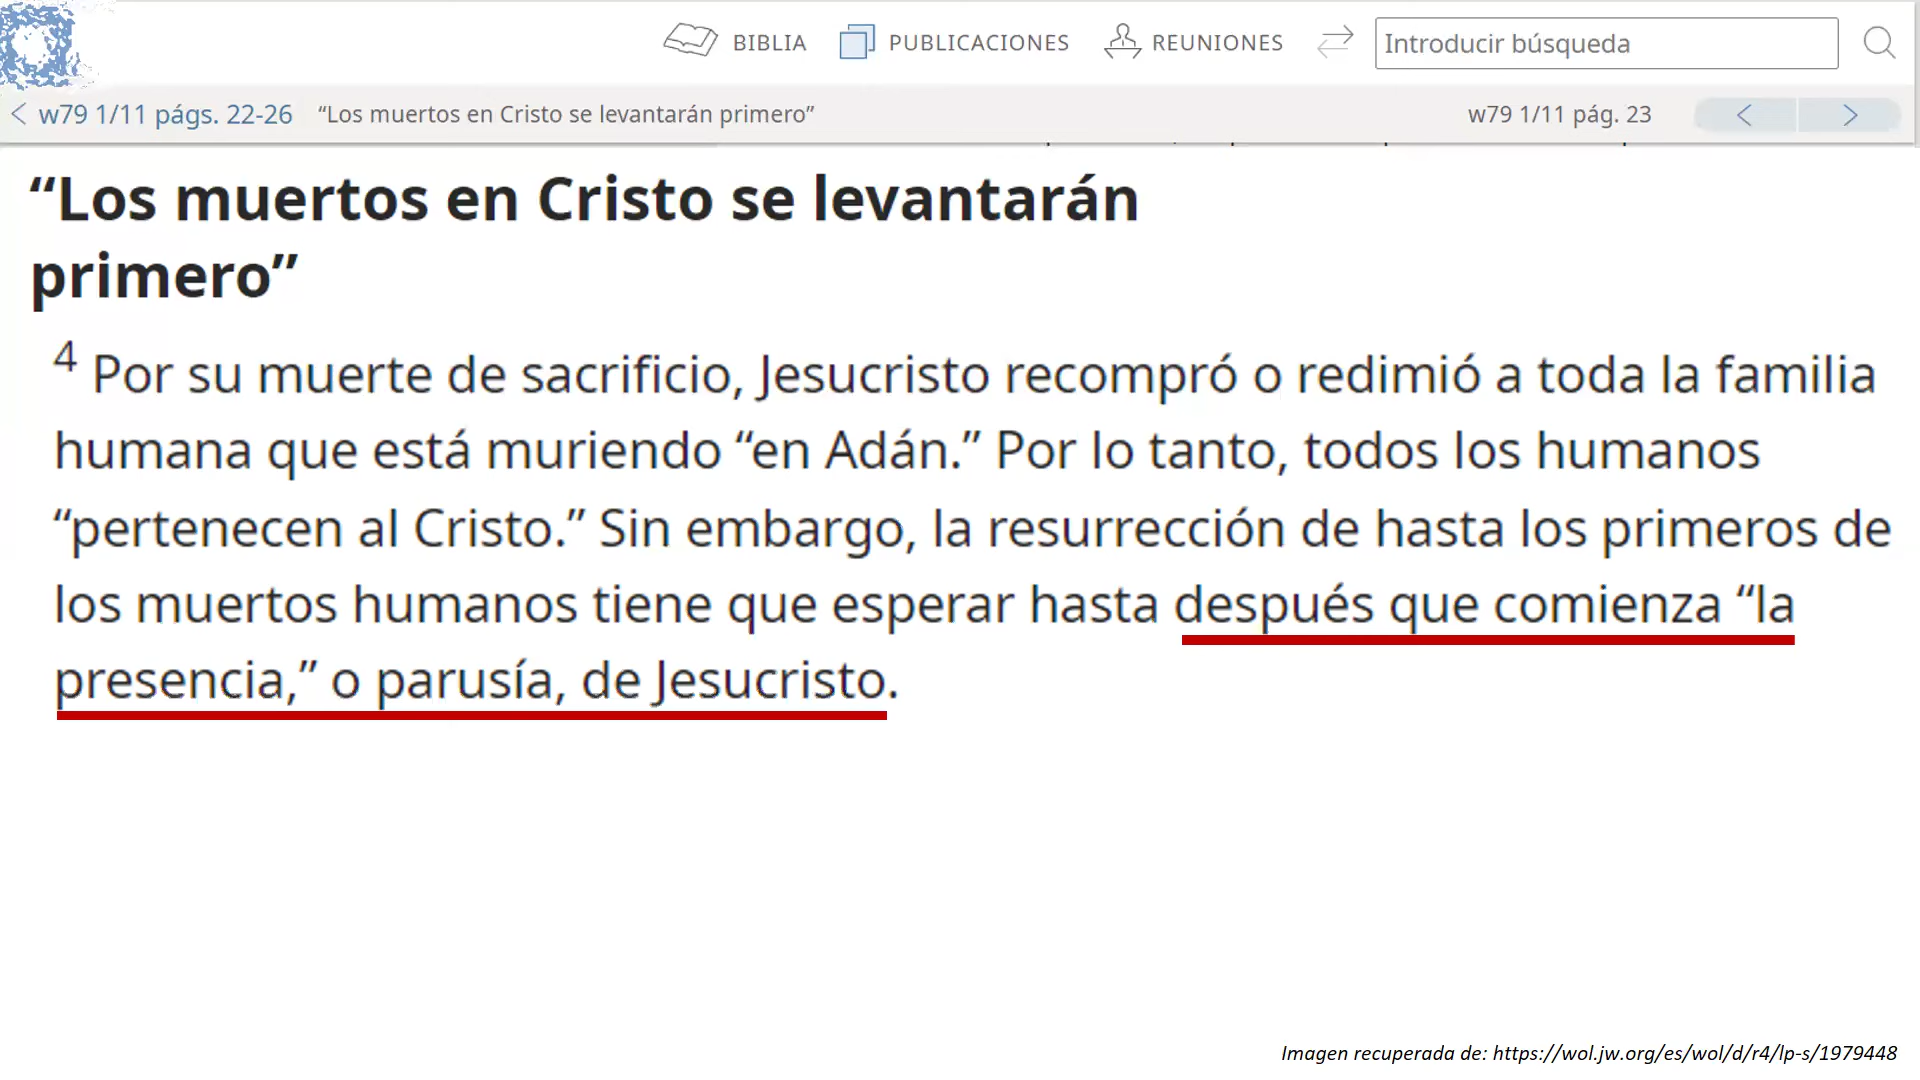 BIBLIA PUBLICACIONES REUNIONES Introducir búsqueda
w79 1/11 págs. 22-26 “Los muertos en Cristo se levantarán primero” w79 1/11 pág. 23
“Los muertos en Cristo se levantarán
primero”
4 Por su muerte de sacrificio, Jesucristo recompró o redimió a toda la familia
humana que está muriendo “en Adán.” Por lo tanto, todos los humanos
“pertenecen al Cristo.” Sin embargo, la resurrección de hasta los primeros de
los muertos humanos tiene que esperar hasta después que comienza “la
presencia,” o parusía, de Jesucristo.
Imagen recuperada de: https://wol.jw.org/es/wol/d/r4/lp-s/1979448